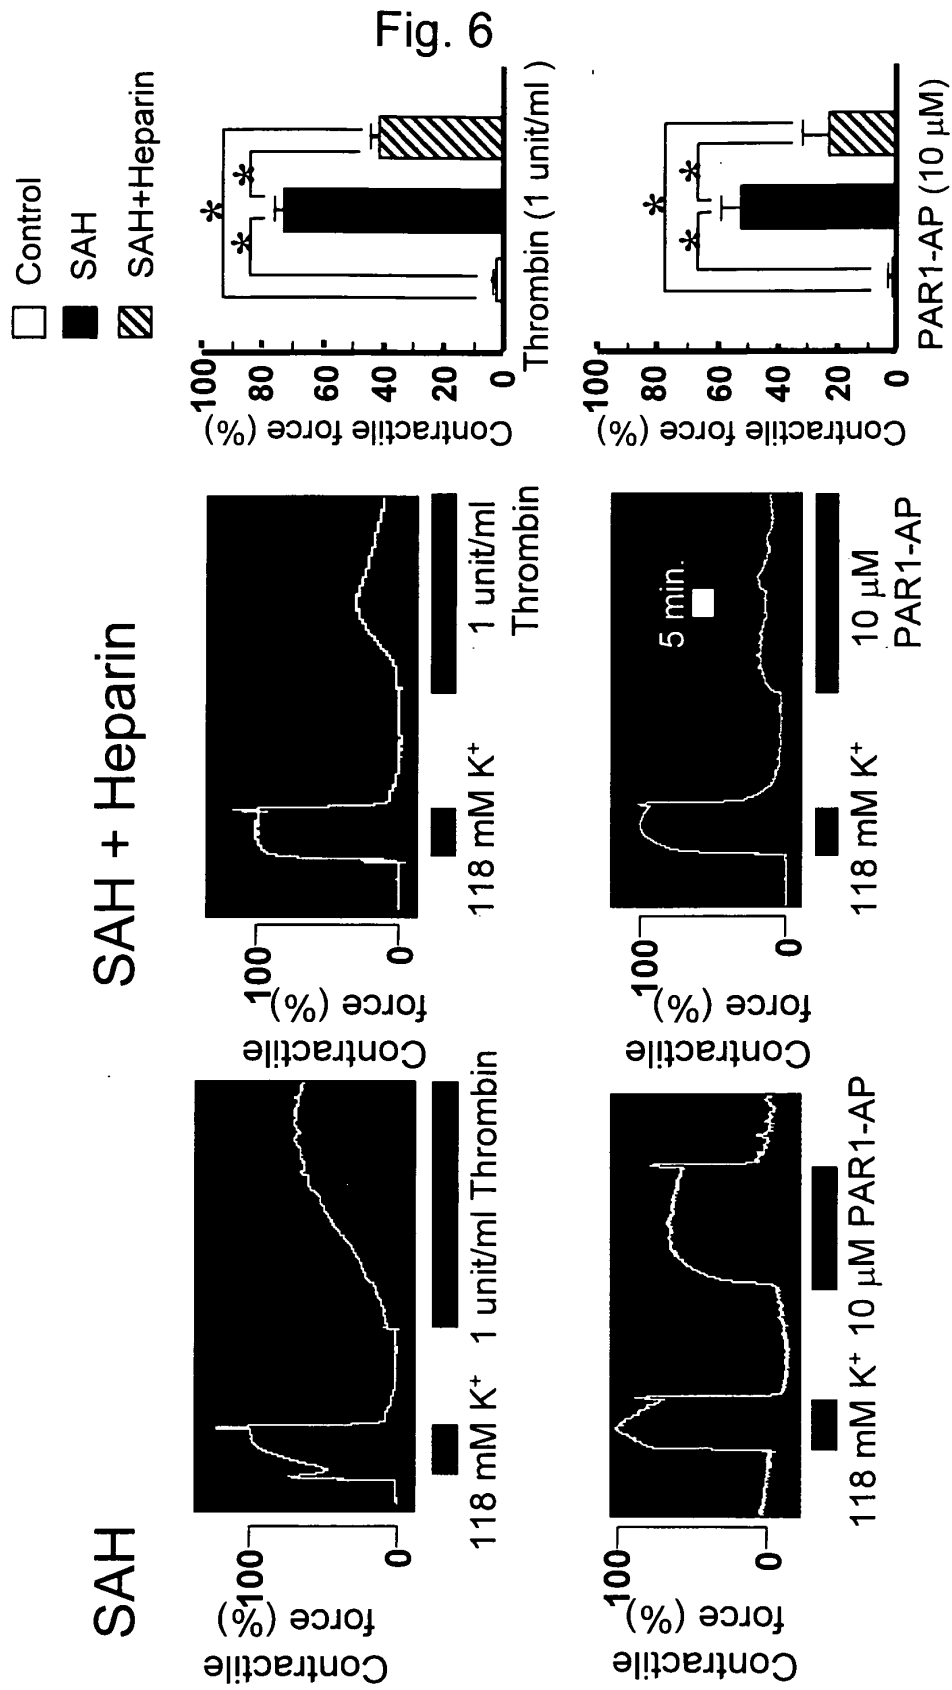 Fig. 6
SAH
SAH + Heparin
Control
SAH
SAH+Heparin
Contractile
force (%)
100
0
118 mM K⁺
1 unit/ml Thrombin
Contractile
force (%)
100
0
118 mM K⁺
1 unit/ml
Thrombin
Contractile force (%)
100
80
60
40
20
0
*
*
*
Thrombin (1 unit/ml )
Contractile
force (%)
100
0
118 mM K⁺
10 μM PAR1-AP
Contractile
force (%)
100
0
5 min.
118 mM K⁺
10 μM
PAR1-AP
Contractile force (%)
100
80
60
40
20
0
*
*
*
PAR1-AP (10 μM)